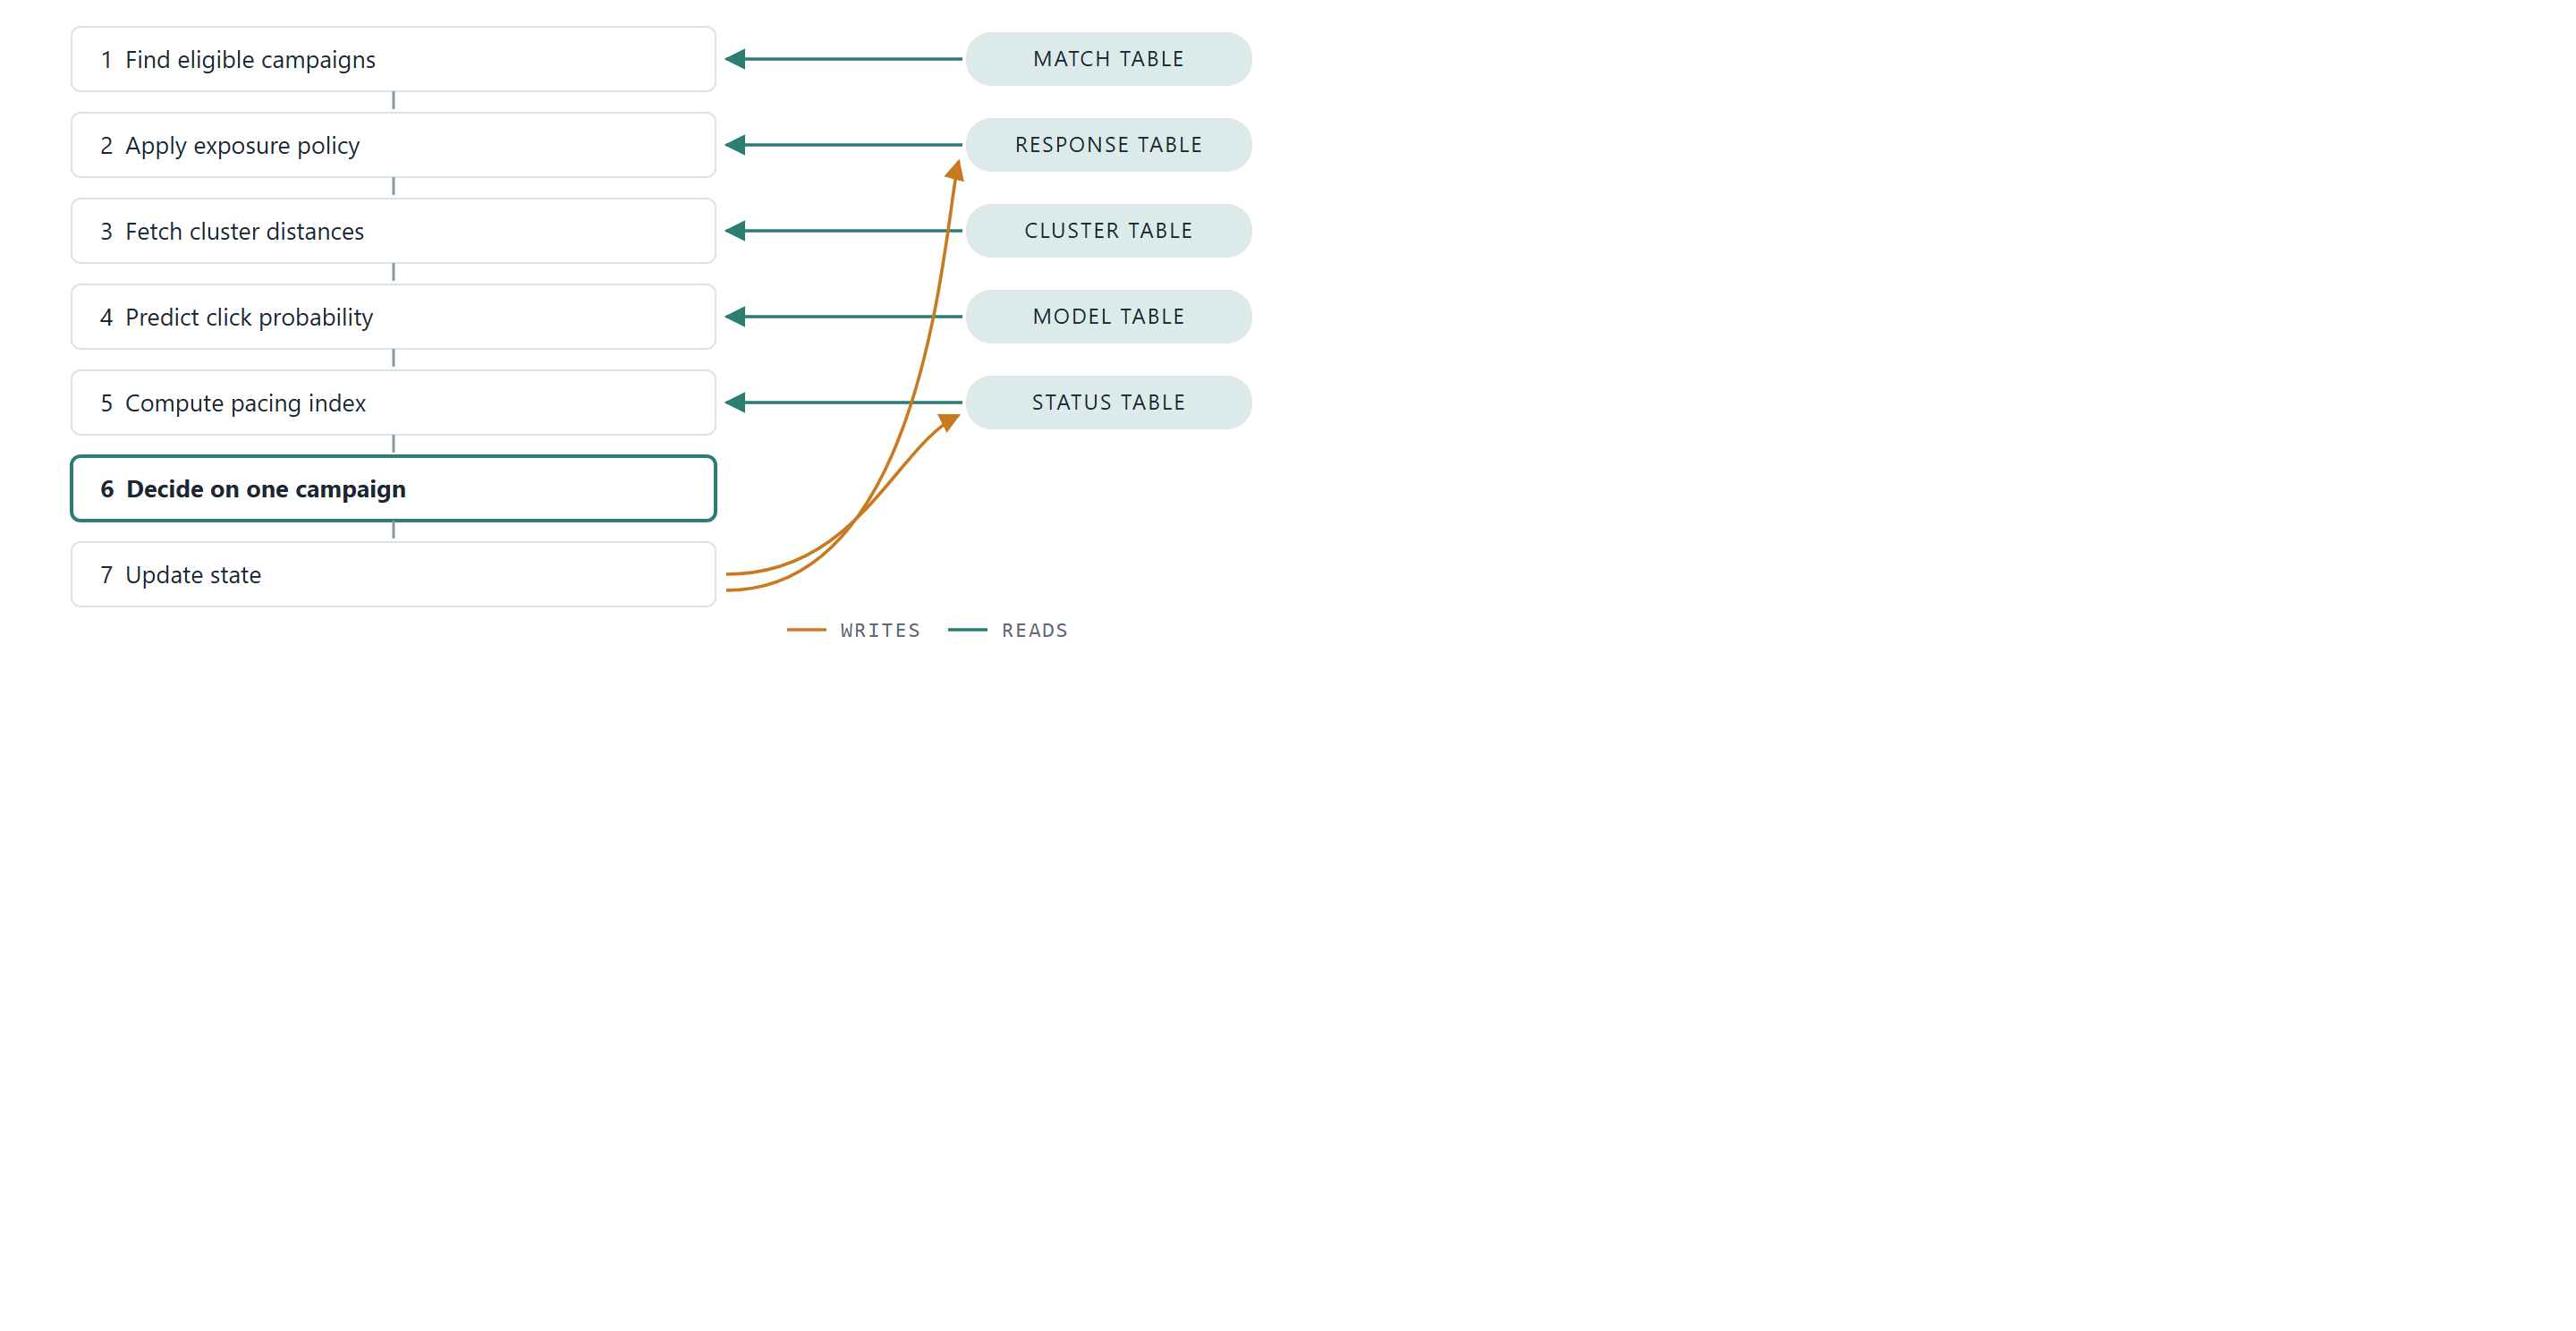 1 Find eligible campaigns
MATCH TABLE
2 Apply exposure policy
RESPONSE TABLE
3 Fetch cluster distances
CLUSTER TABLE
4 Predict click probability
MODEL TABLE
5 Compute pacing index
STATUS TABLE
6 Decide on one campaign
7 Update state
WRITES
READS